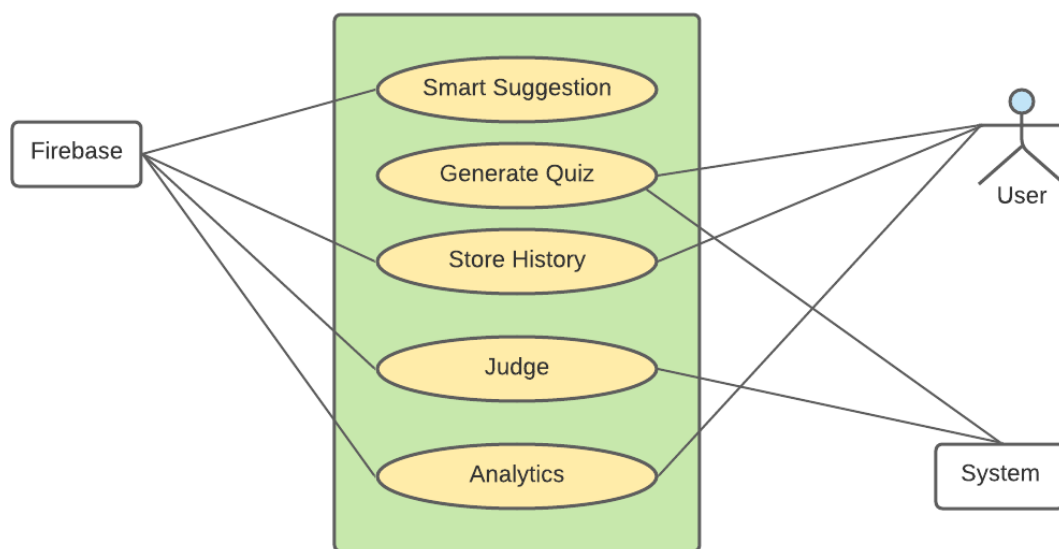 Smart Suggestion
Firebase
Generate Quiz
User
Store History
Judge
Analytics
System